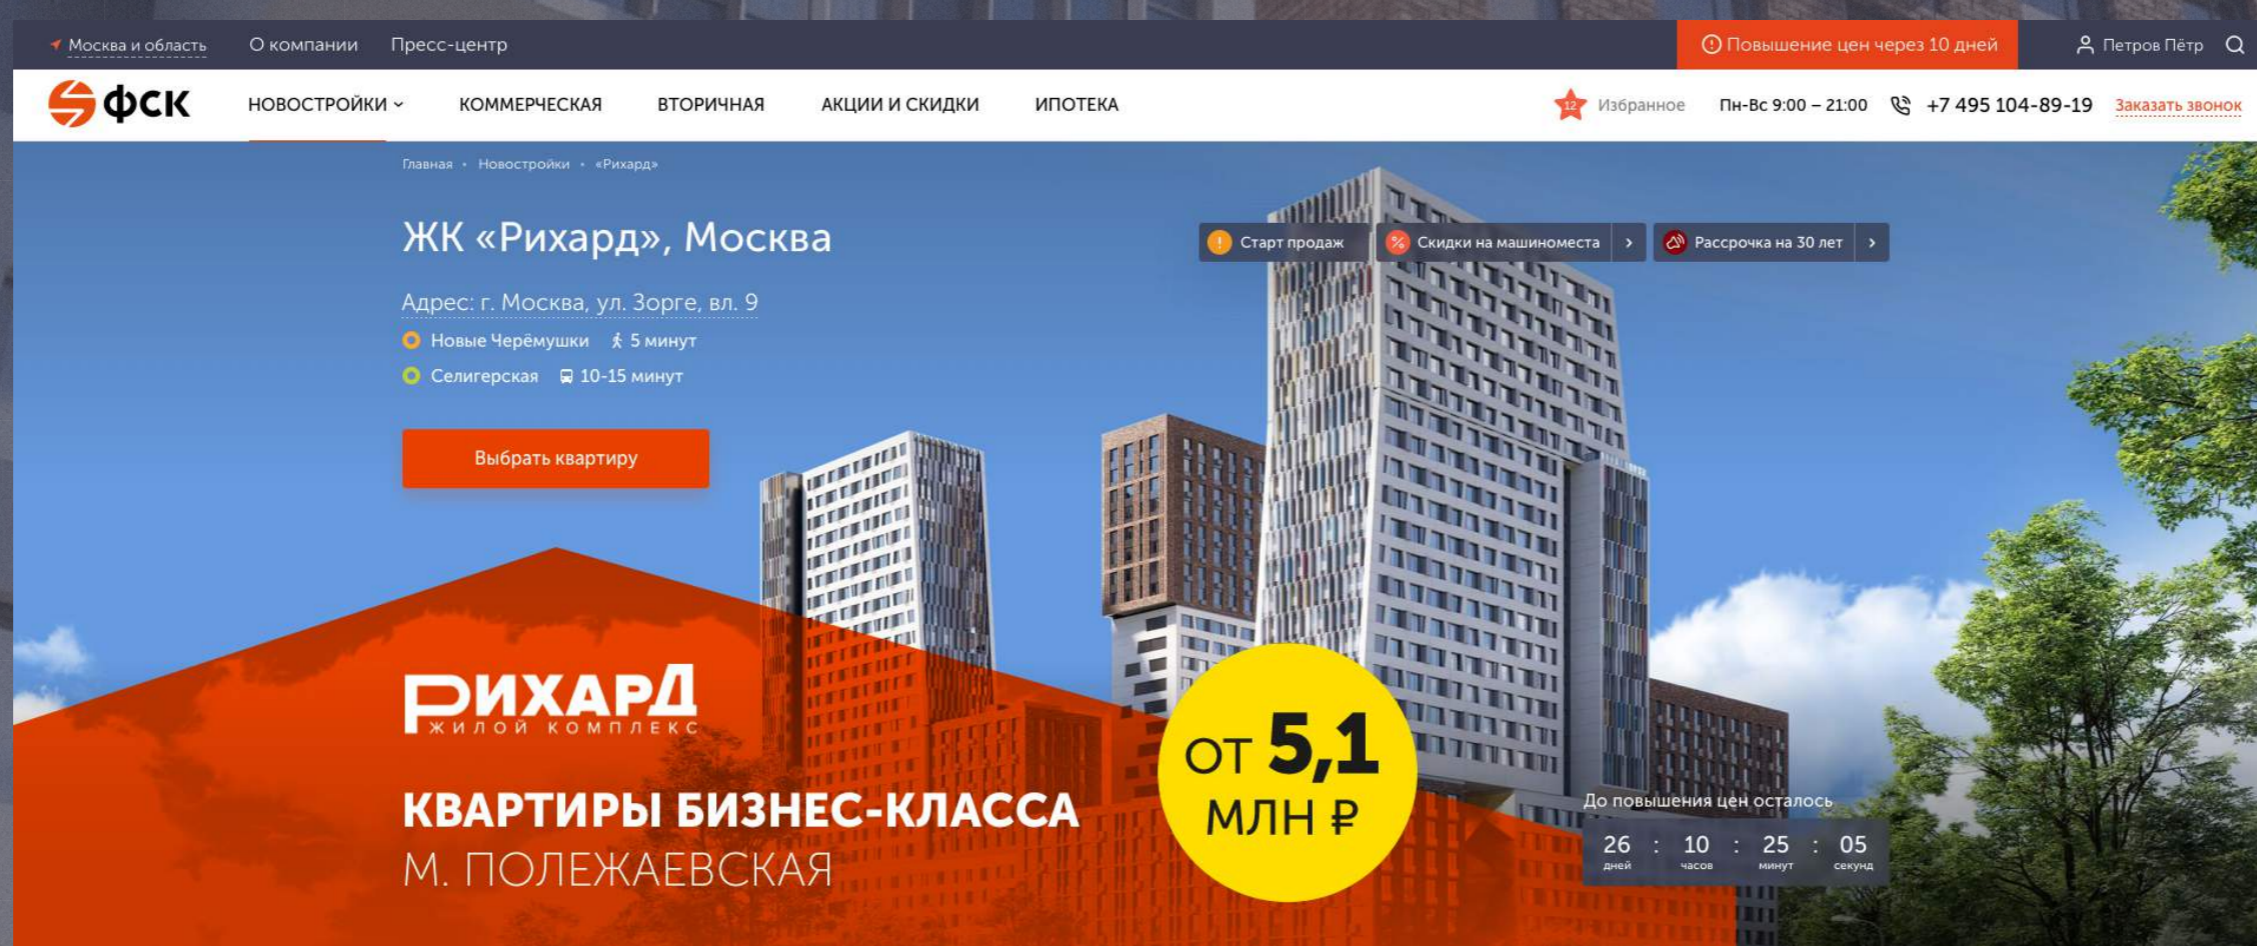 Москва и область О компании Пресс-центр Повышение цен через 10 дней Петров Пётр
ФСК НОВОСТРОЙКИ КОММЕРЧЕСКАЯ ВТОРИЧНАЯ АКЦИИ И СКИДКИ ИПОТЕКА 12 Избранное Пн-Вс 9:00 – 21:00 +7 495 104-89-19 Заказать звонок
Главная • Новостройки • «Рихард»
ЖК «Рихард», Москва
Старт продаж Скидки на машиноместа Рассрочка на 30 лет
Адрес: г. Москва, ул. Зорге, вл. 9
Новые Черёмушки 5 минут
Селигерская 10-15 минут
Выбрать квартиру
РИХАРД
ЖИЛОЙ КОМПЛЕКС
КВАРТИРЫ БИЗНЕС-КЛАССА
М. ПОЛЕЖАЕВСКАЯ
ОТ 5,1
МЛН ₽
До повышения цен осталось
26 : 10 : 25 : 05
дней часов минут секунд